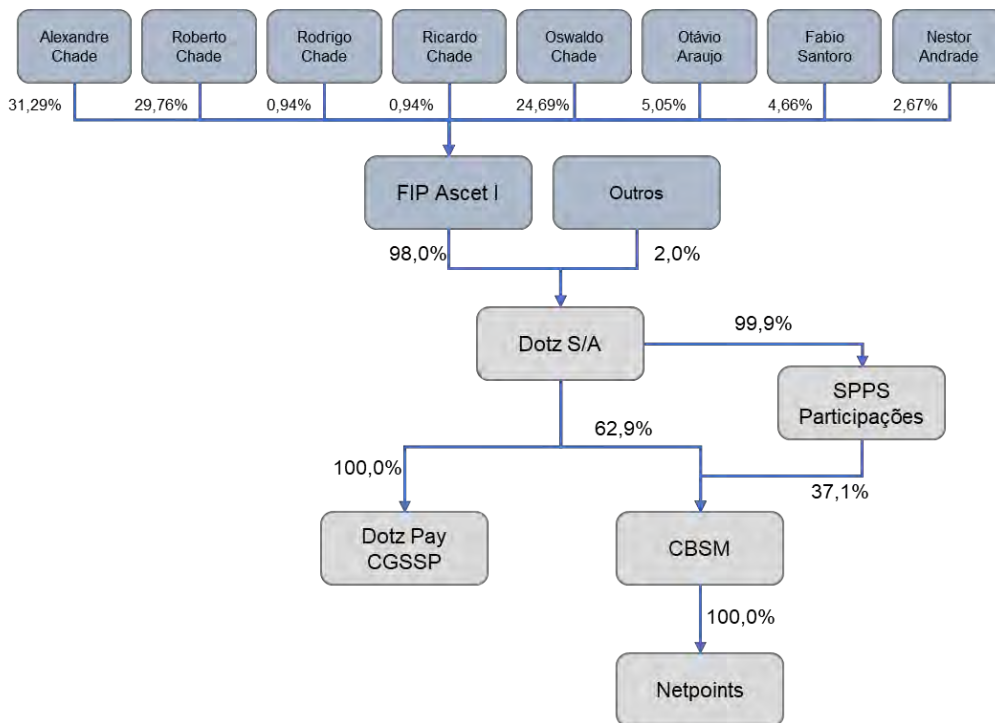 Alexandre
Chade
Roberto
Chade
Rodrigo
Chade
Ricardo
Chade
Oswaldo
Chade
Otávio
Araujo
Fabio
Santoro
Nestor
Andrade
31,29%
29,76%
0,94%
0,94%
24,69%
5,05%
4,66%
2,67%
FIP Ascet I
Outros
98,0%
2,0%
Dotz S/A
99,9%
SPPS
Participações
62,9%
100,0%
37,1%
Dotz Pay
CGSSP
CBSM
100,0%
Netpoints